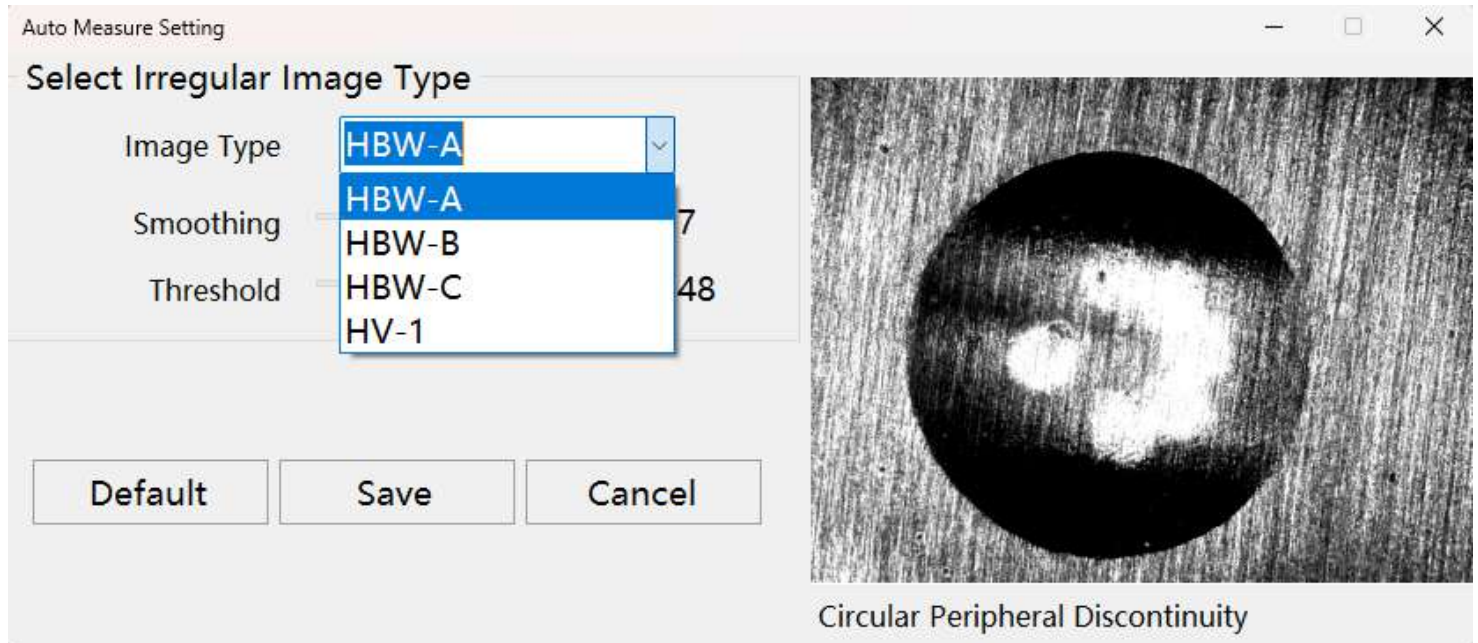 Auto Measure Setting
Select Irregular Image Type
Image Type
HBW-A
HBW-A
HBW-B
HBW-C
HV-1
Smoothing
7
Threshold
48
Default
Save
Cancel
Circular Peripheral Discontinuity